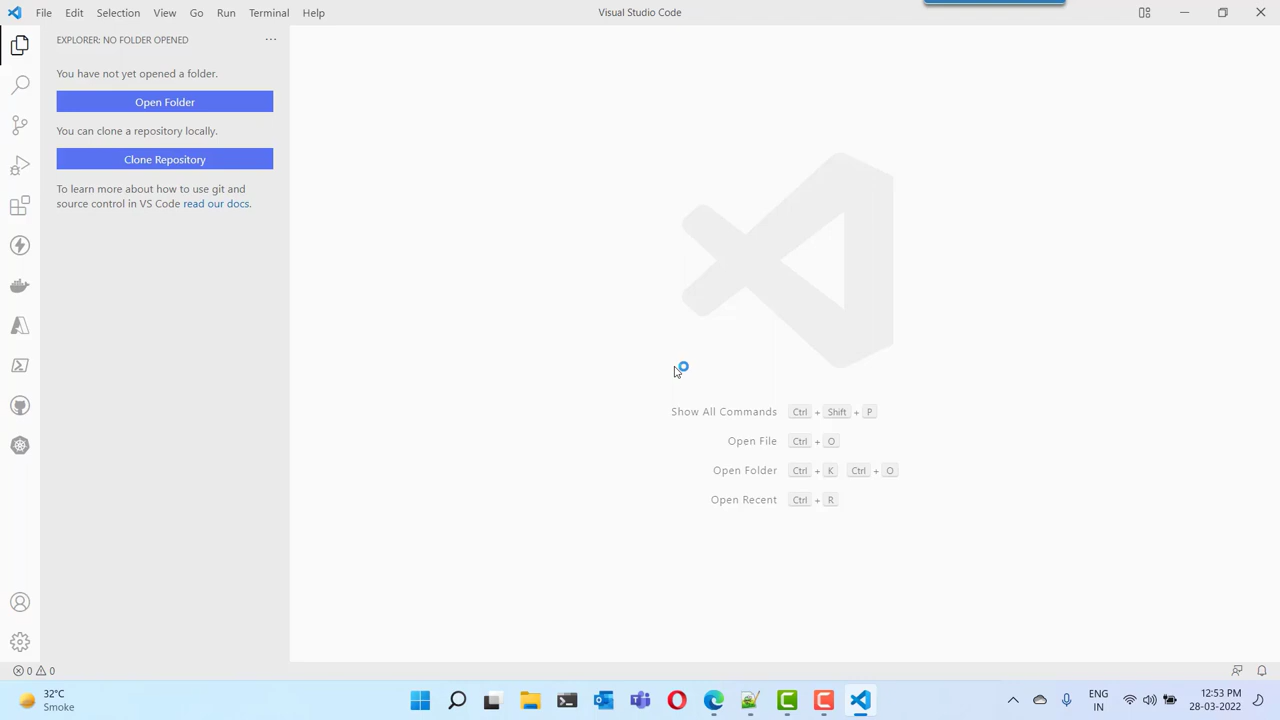 File Edit Selection View Go Run Terminal Help
Visual Studio Code
EXPLORER: NO FOLDER OPENED
You have not yet opened a folder.
Open Folder
You can clone a repository locally.
Clone Repository
To learn more about how to use git and
source control in VS Code read our docs.
Show All Commands Ctrl + Shift + P
Open File Ctrl + O
Open Folder Ctrl + K Ctrl + O
Open Recent Ctrl + R
0 0
32°C
Smoke
ENG
IN
12:53 PM
28-03-2022